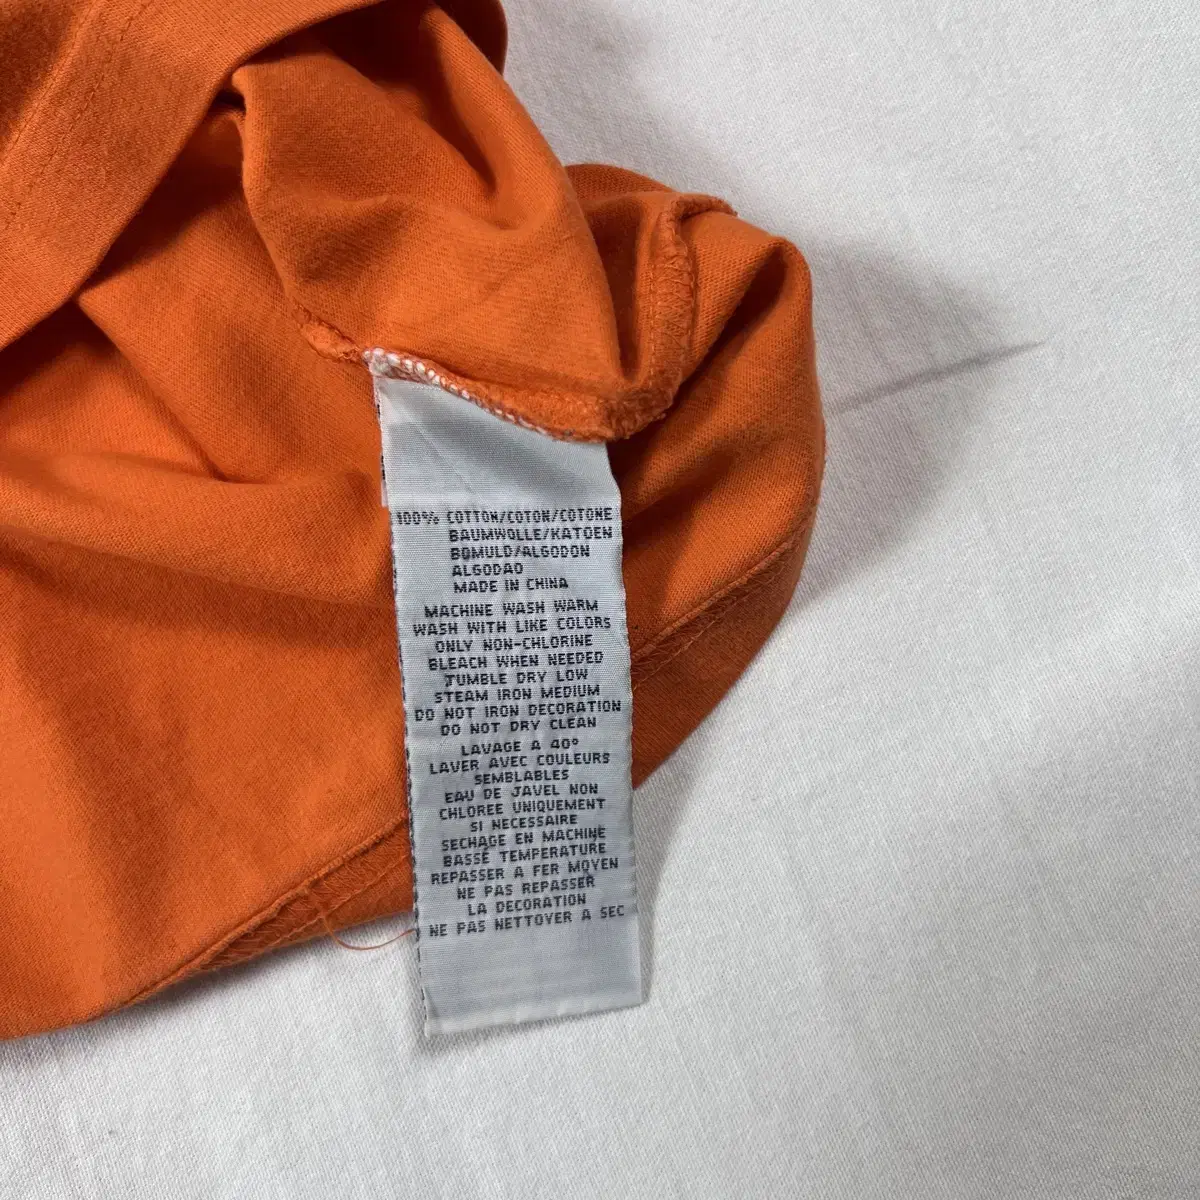 100% COTTON/COTON/COTONE
BAUMWOLLE/KATOEN
BOMULD/ALGODON
ALGODAO
MADE IN CHINA
MACHINE WASH WARM
WASH WITH LIKE COLORS
ONLY NON-CHLORINE
BLEACH WHEN NEEDED
TUMBLE DRY LOW
STEAM IRON MEDIUM
DO NOT IRON DECORATION
DO NOT DRY CLEAN
LAVAGE A 40°
LAVER AVEC COULEURS
SEMBLABLES
EAU DE JAVEL NON
CHLOREE UNIQUEMENT
SI NECESSAIRE
SECHAGE EN MACHINE
BASSE TEMPERATURE
REPASSER A FER MOYEN
NE PAS REPASSER
LA DECORATION
NE PAS NETTOYER A SEC